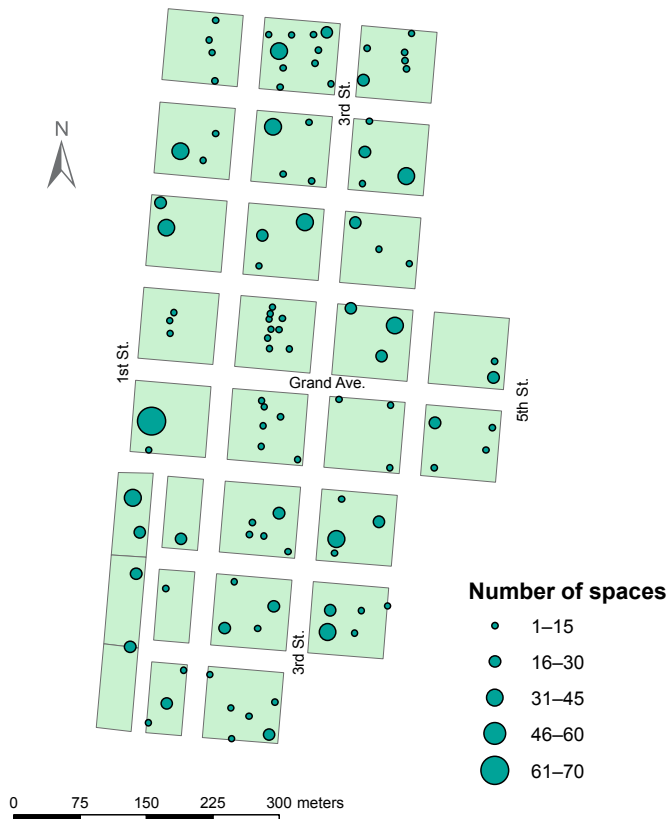 3rd St.
N
1st St.
Grand Ave.
5th St.
3rd St.
Number of spaces
1–15
16–30
31–45
46–60
61–70
0 75 150 225 300 meters